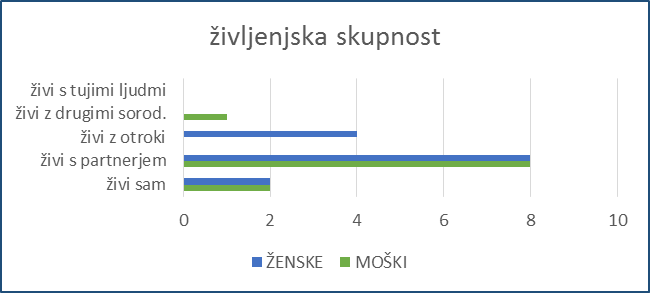 življenjska skupnost
živi s tujimi ljudmi
živi z drugimi sorod.
živi z otroki
živi s partnerjem
živi sam
0 2 4 6 8 10
ŽENSKE MOŠKI